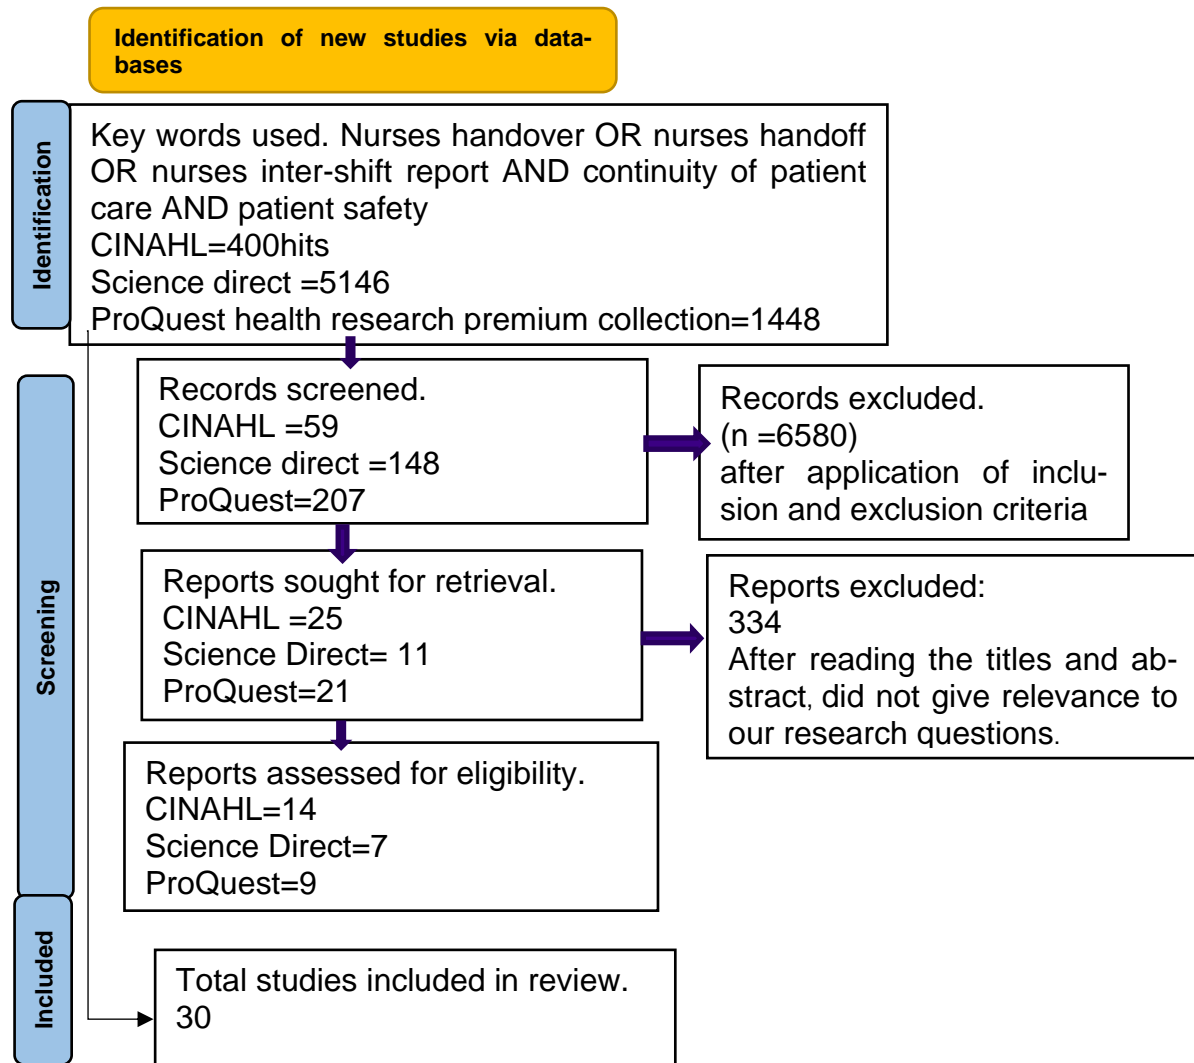 Identification of new studies via data-
bases
Identification
Key words used. Nurses handover OR nurses handoff
OR nurses inter-shift report AND continuity of patient
care AND patient safety
CINAHL=400hits
Science direct =5146
ProQuest health research premium collection=1448
Screening
Records screened.
CINAHL =59
Science direct =148
ProQuest=207
Records excluded.
(n =6580)
after application of inclu-
sion and exclusion criteria
Reports sought for retrieval.
CINAHL =25
Science Direct= 11
ProQuest=21
Reports excluded:
334
After reading the titles and ab-
stract, did not give relevance to
our research questions.
Reports assessed for eligibility.
CINAHL=14
Science Direct=7
ProQuest=9
Included
Total studies included in review.
30